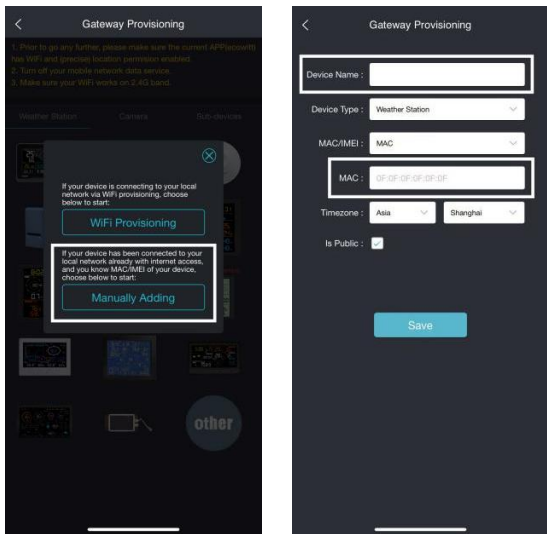 Gateway Provisioning
1. Prior to go any further, please make sure the current APP(ecowitt)
has WiFi and (precise) location permission enabled.
2. Turn off your mobile network data service.
3. Make sure your WiFi works on 2.4G band.
Weather Station
Camera
Sub-devices
If your device is connecting to your local
network via WiFi provisioning, choose
below to start:
WiFi Provisioning
If your device has been connected to your
local network already with internet access,
and you know MAC/IMEI of your device,
choose below to start:
Manually Adding
other
Gateway Provisioning
Device Name :
Device Type :
Weather Station
MAC/IMEI :
MAC
MAC :
0F:0F:0F:0F:0F:0F
Timezone :
Asia
Shanghai
Is Public :
Save